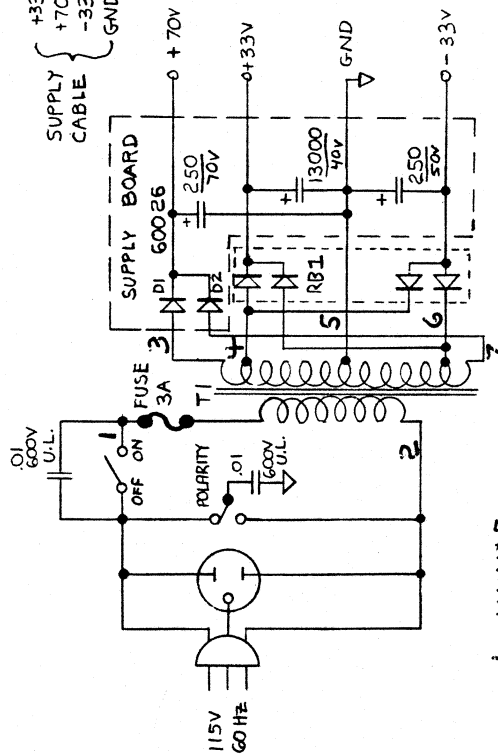 SUPPLY
CABLE
+33
+70
-33
GND
.01
600V
U.L.
1
OFF
ON
FUSE
3A
T1
POLARITY
.01
600V
U.L.
115V
60 HZ
2
SUPPLY BOARD
60026
3
D1
D2
4
RB1
5
6
7
+
250
70V
+
13000
40V
+
250
50V
+70V
+33V
GND
-33V